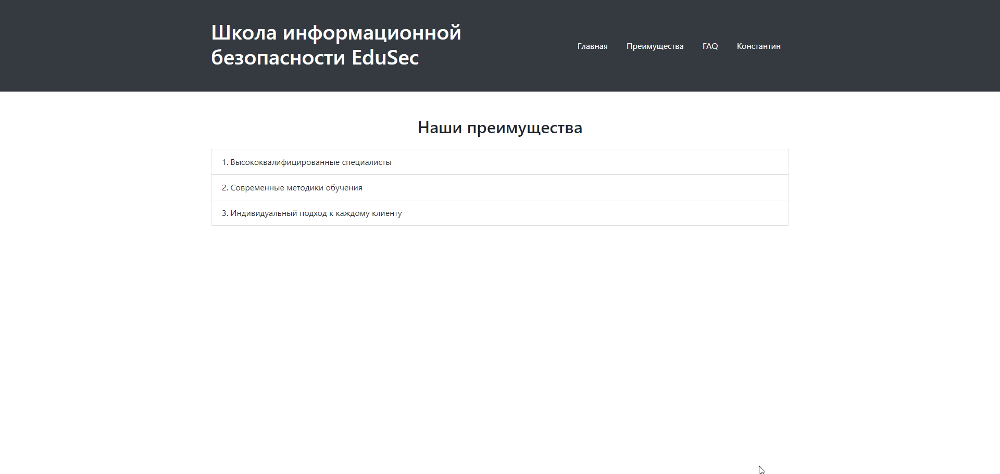 Школа информационной
безопасности EduSec
Главная Преимущества FAQ Константин
Наши преимущества
1. Высококвалифицированные специалисты
2. Современные методики обучения
3. Индивидуальный подход к каждому клиенту